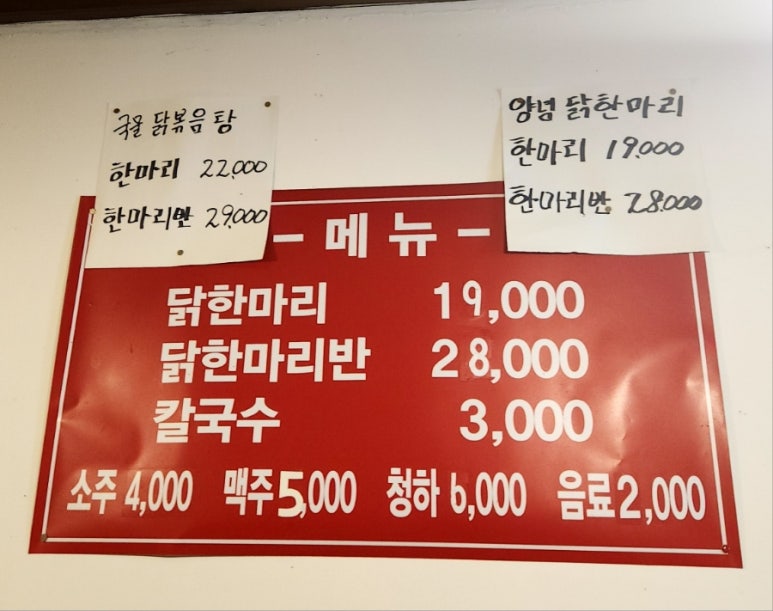 국물 닭볶음탕
한마리 22,000
한마리반 29,000
양념 닭한마리
한마리 19,000
한마리반 28,000
- 메뉴 -
닭한마리 19,000
닭한마리반 28,000
칼국수 3,000
소주 4,000 맥주 5,000 청하 6,000 음료 2,000